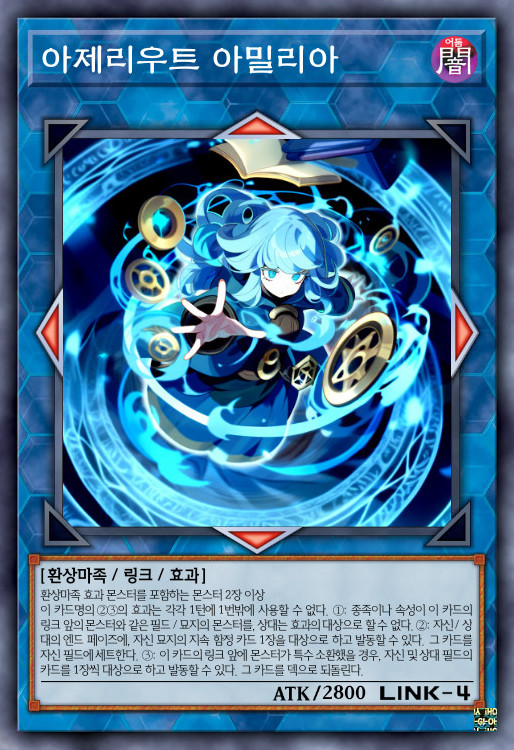 아제리우트 아밀리아
어둠
闇
[환상마족 / 링크 / 효과]
환상마족 효과 몬스터를 포함하는 몬스터 2장 이상
이 카드명의 ②③의 효과는 각각 1턴에 1번밖에 사용할 수 없다. ①: 종족이나 속성이 이 카드의
링크 앞의 몬스터와 같은 필드 / 묘지의 몬스터를, 상대는 효과의 대상으로 할 수 없다. ②: 자신 / 상
대의 엔드 페이즈에, 자신 묘지의 지속 함정 카드 1장을 대상으로 하고 발동할 수 있다. 그 카드를
자신 필드에 세트한다. ③: 이 카드의 링크 앞에 몬스터가 특수 소환했을 경우, 자신 및 상대 필드의
카드를 1장씩 대상으로 하고 발동할 수 있다. 그 카드를 덱으로 되돌린다.
ATK/2800 LINK-4